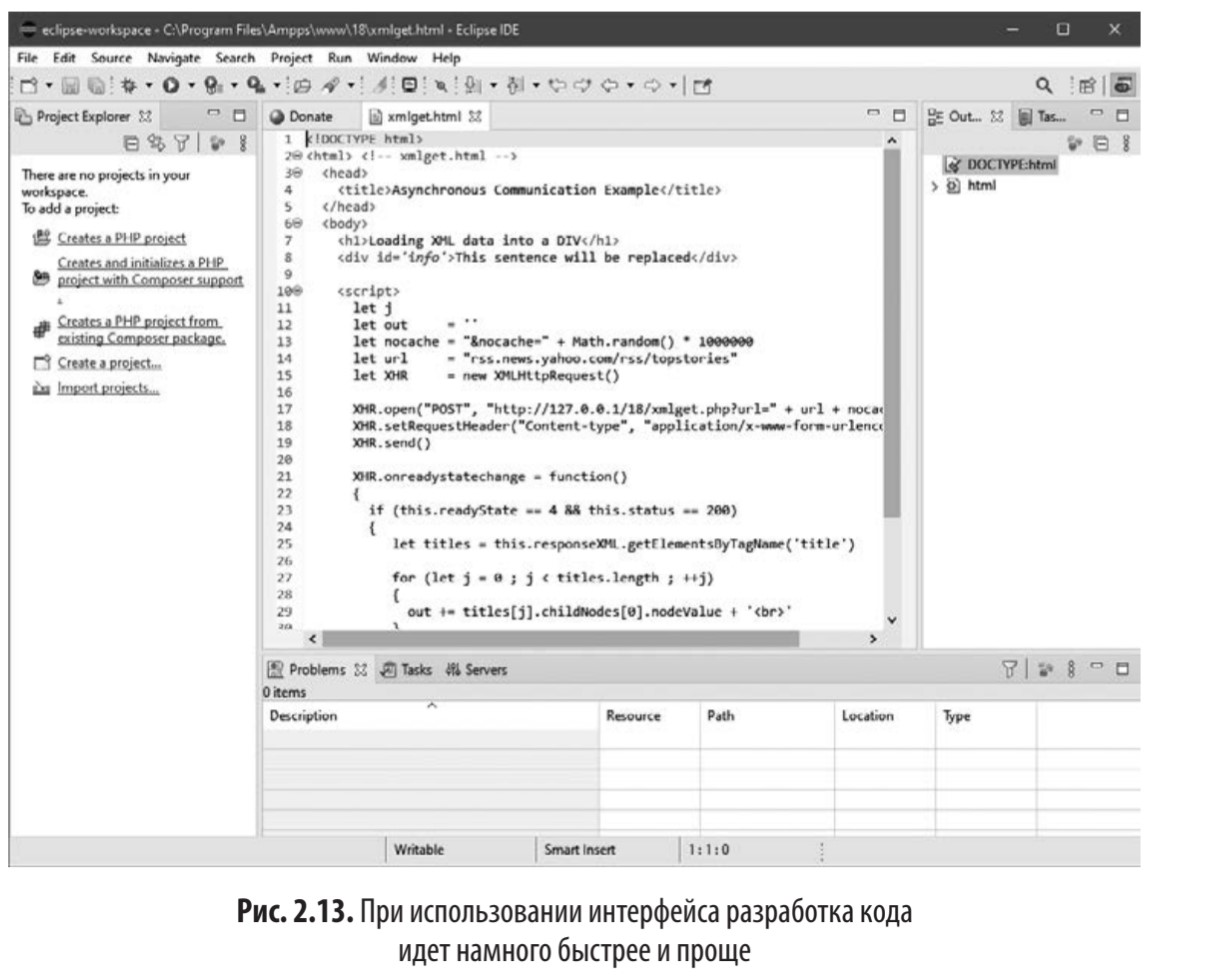 eclipse-workspace - C:\Program Files\Ampps\www\18\xmlget.html - Eclipse IDE
File Edit Source Navigate Search Project Run Window Help
Project Explorer
There are no projects in your
workspace.
To add a project:
Creates a PHP project
Creates and initializes a PHP
project with Composer support
.
Creates a PHP project from
existing Composer package.
Create a project...
Import projects...
Donate xmlget.html
1 <!DOCTYPE html>
2 <html> <!-- xmlget.html -->
3 <head>
4 <title>Asynchronous Communication Example</title>
5 </head>
6 <body>
7 <h1>Loading XML data into a DIV</h1>
8 <div id='info'>This sentence will be replaced</div>
9
10 <script>
11 let j
12 let out = ''
13 let nocache = "&nocache=" + Math.random() * 1000000
14 let url = "rss.news.yahoo.com/rss/topstories"
15 let XHR = new XMLHttpRequest()
16
17 XHR.open("POST", "http://127.0.0.1/18/xmlget.php?url=" + url + nocac
18 XHR.setRequestHeader("Content-type", "application/x-www-form-urlenco
19 XHR.send()
20
21 XHR.onreadystatechange = function()
22 {
23 if (this.readyState == 4 && this.status == 200)
24 {
25 let titles = this.responseXML.getElementsByTagName('title')
26
27 for (let j = 0 ; j < titles.length ; ++j)
28 {
29 out += titles[j].childNodes[0].nodeValue + '<br>'
30 }
Out... Tas...
DOCTYPE:html
html
Problems Tasks Servers
0 items
Description Resource Path Location Type
Writable Smart Insert 1:1:0
Рис. 2.13. При использовании интерфейса разработка кода
идет намного быстрее и проще